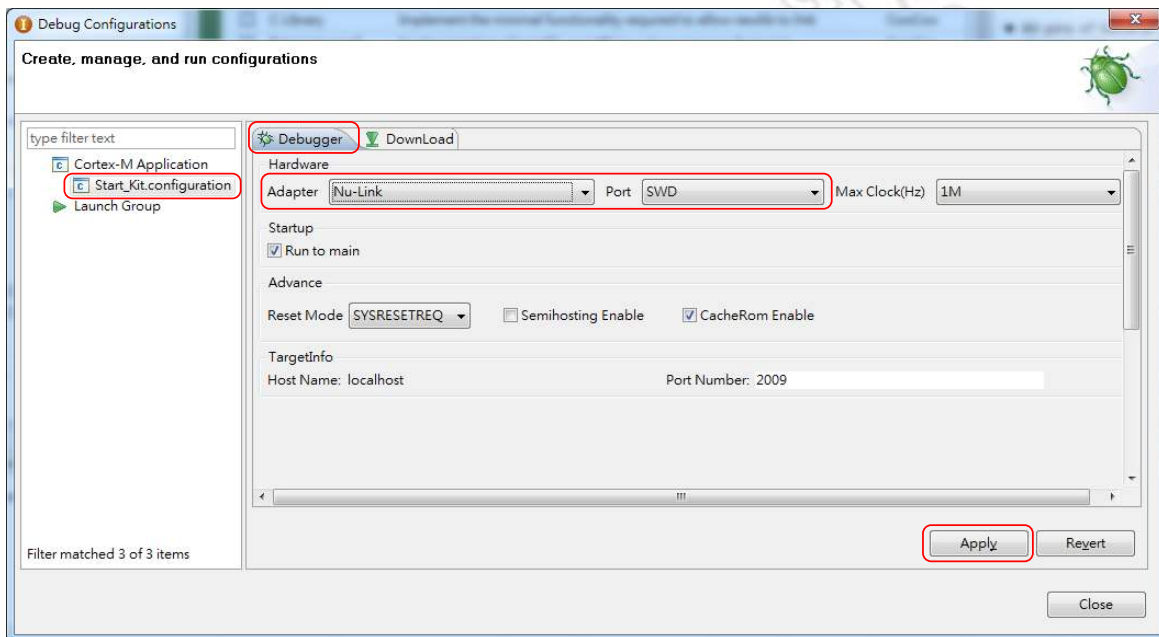 Debug Configurations
Create, manage, and run configurations
type filter text
Cortex-M Application
Start_Kit.configuration
Launch Group
Filter matched 3 of 3 items
Debugger DownLoad
Hardware
Adapter Nu-Link Port SWD Max Clock(Hz) 1M
Startup
Run to main
Advance
Reset Mode SYSRESETREQ Semihosting Enable CacheRom Enable
TargetInfo
Host Name: localhost Port Number: 2009
Apply Revert
Close